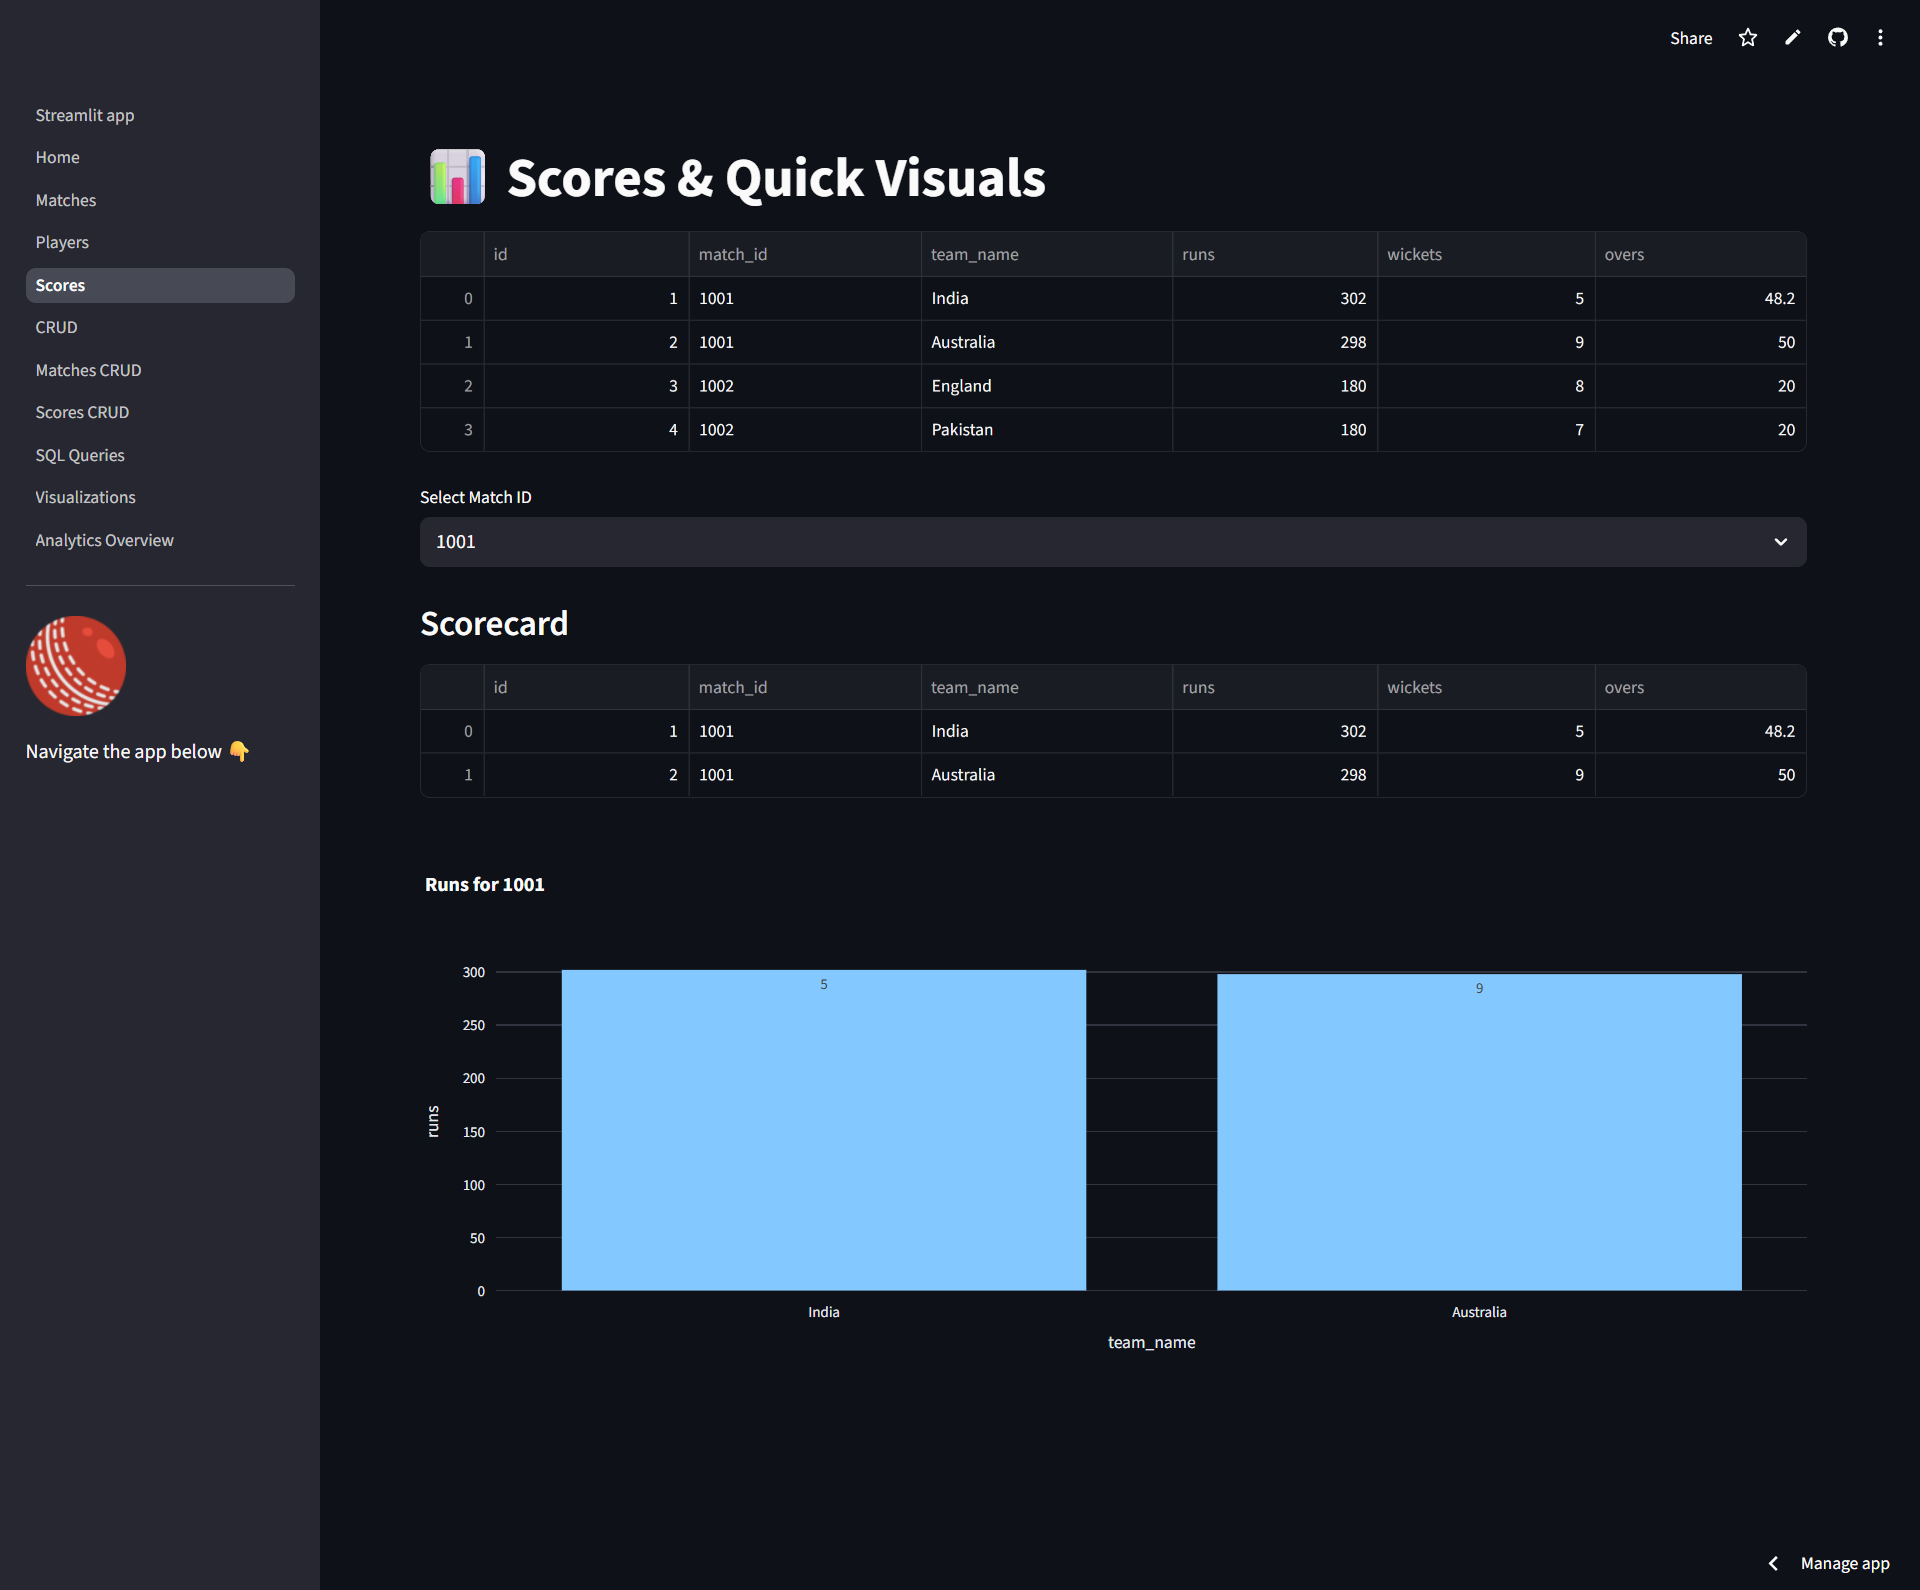 Share
Streamlit app
Home
Matches
Players
Scores
CRUD
Matches CRUD
Scores CRUD
SQL Queries
Visualizations
Analytics Overview
Navigate the app below 👇
📊 Scores & Quick Visuals
id match_id team_name runs wickets overs
0 1 1001 India 302 5 48.2
1 2 1001 Australia 298 9 50
2 3 1002 England 180 8 20
3 4 1002 Pakistan 180 7 20
Select Match ID
1001
Scorecard
id match_id team_name runs wickets overs
0 1 1001 India 302 5 48.2
1 2 1001 Australia 298 9 50
Runs for 1001
300
250
200
150
100
50
0
runs
5
9
India Australia
team_name
Manage app